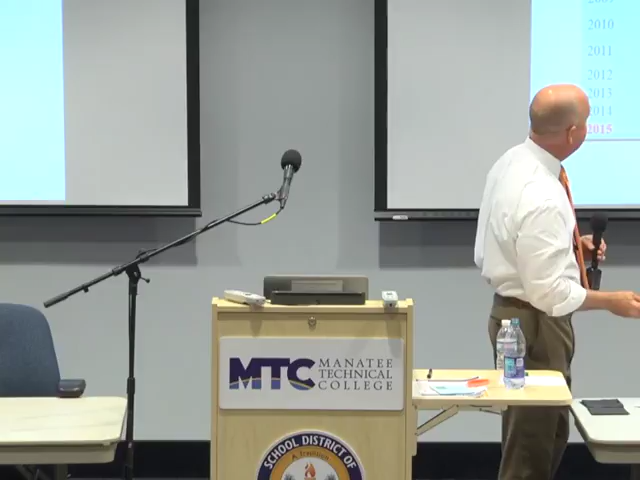 2010
2011
2012
2013
2015
MTC MANATEE
TECHNICAL
COLLEGE
SCHOOL DISTRICT OF